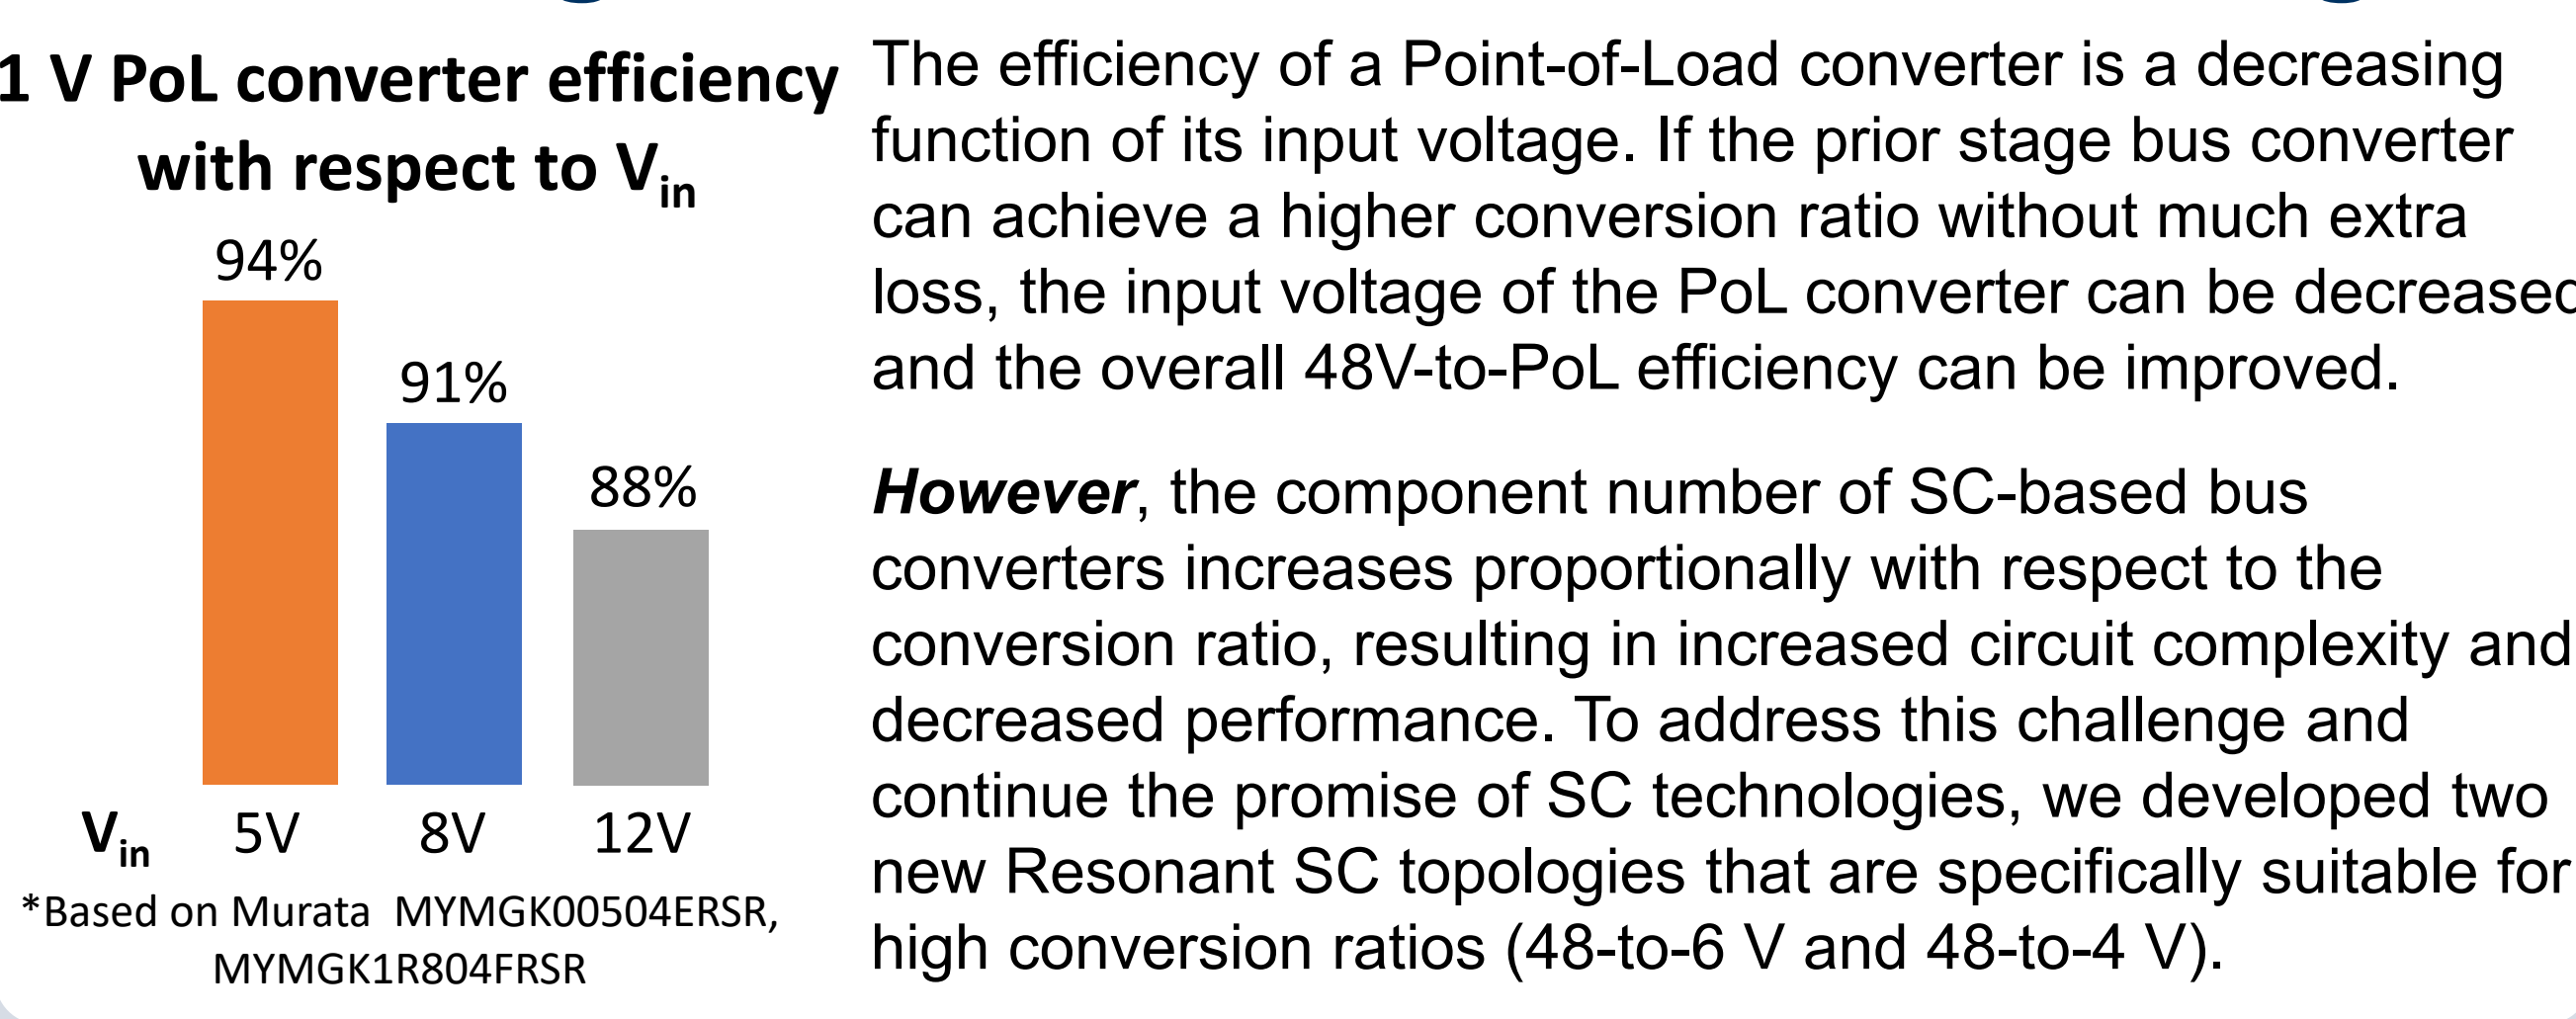 1 V PoL converter efficiency
with respect to Vin
94%
91%
88%
Vin 5V 8V 12V
*Based on Murata MYMGK00504ERSR,
MYMGK1R804FRSR
The efficiency of a Point-of-Load converter is a decreasing
function of its input voltage. If the prior stage bus converter
can achieve a higher conversion ratio without much extra
loss, the input voltage of the PoL converter can be decreased
and the overall 48V-to-PoL efficiency can be improved.
However, the component number of SC-based bus
converters increases proportionally with respect to the
conversion ratio, resulting in increased circuit complexity and
decreased performance. To address this challenge and
continue the promise of SC technologies, we developed two
new Resonant SC topologies that are specifically suitable for
high conversion ratios (48-to-6 V and 48-to-4 V).